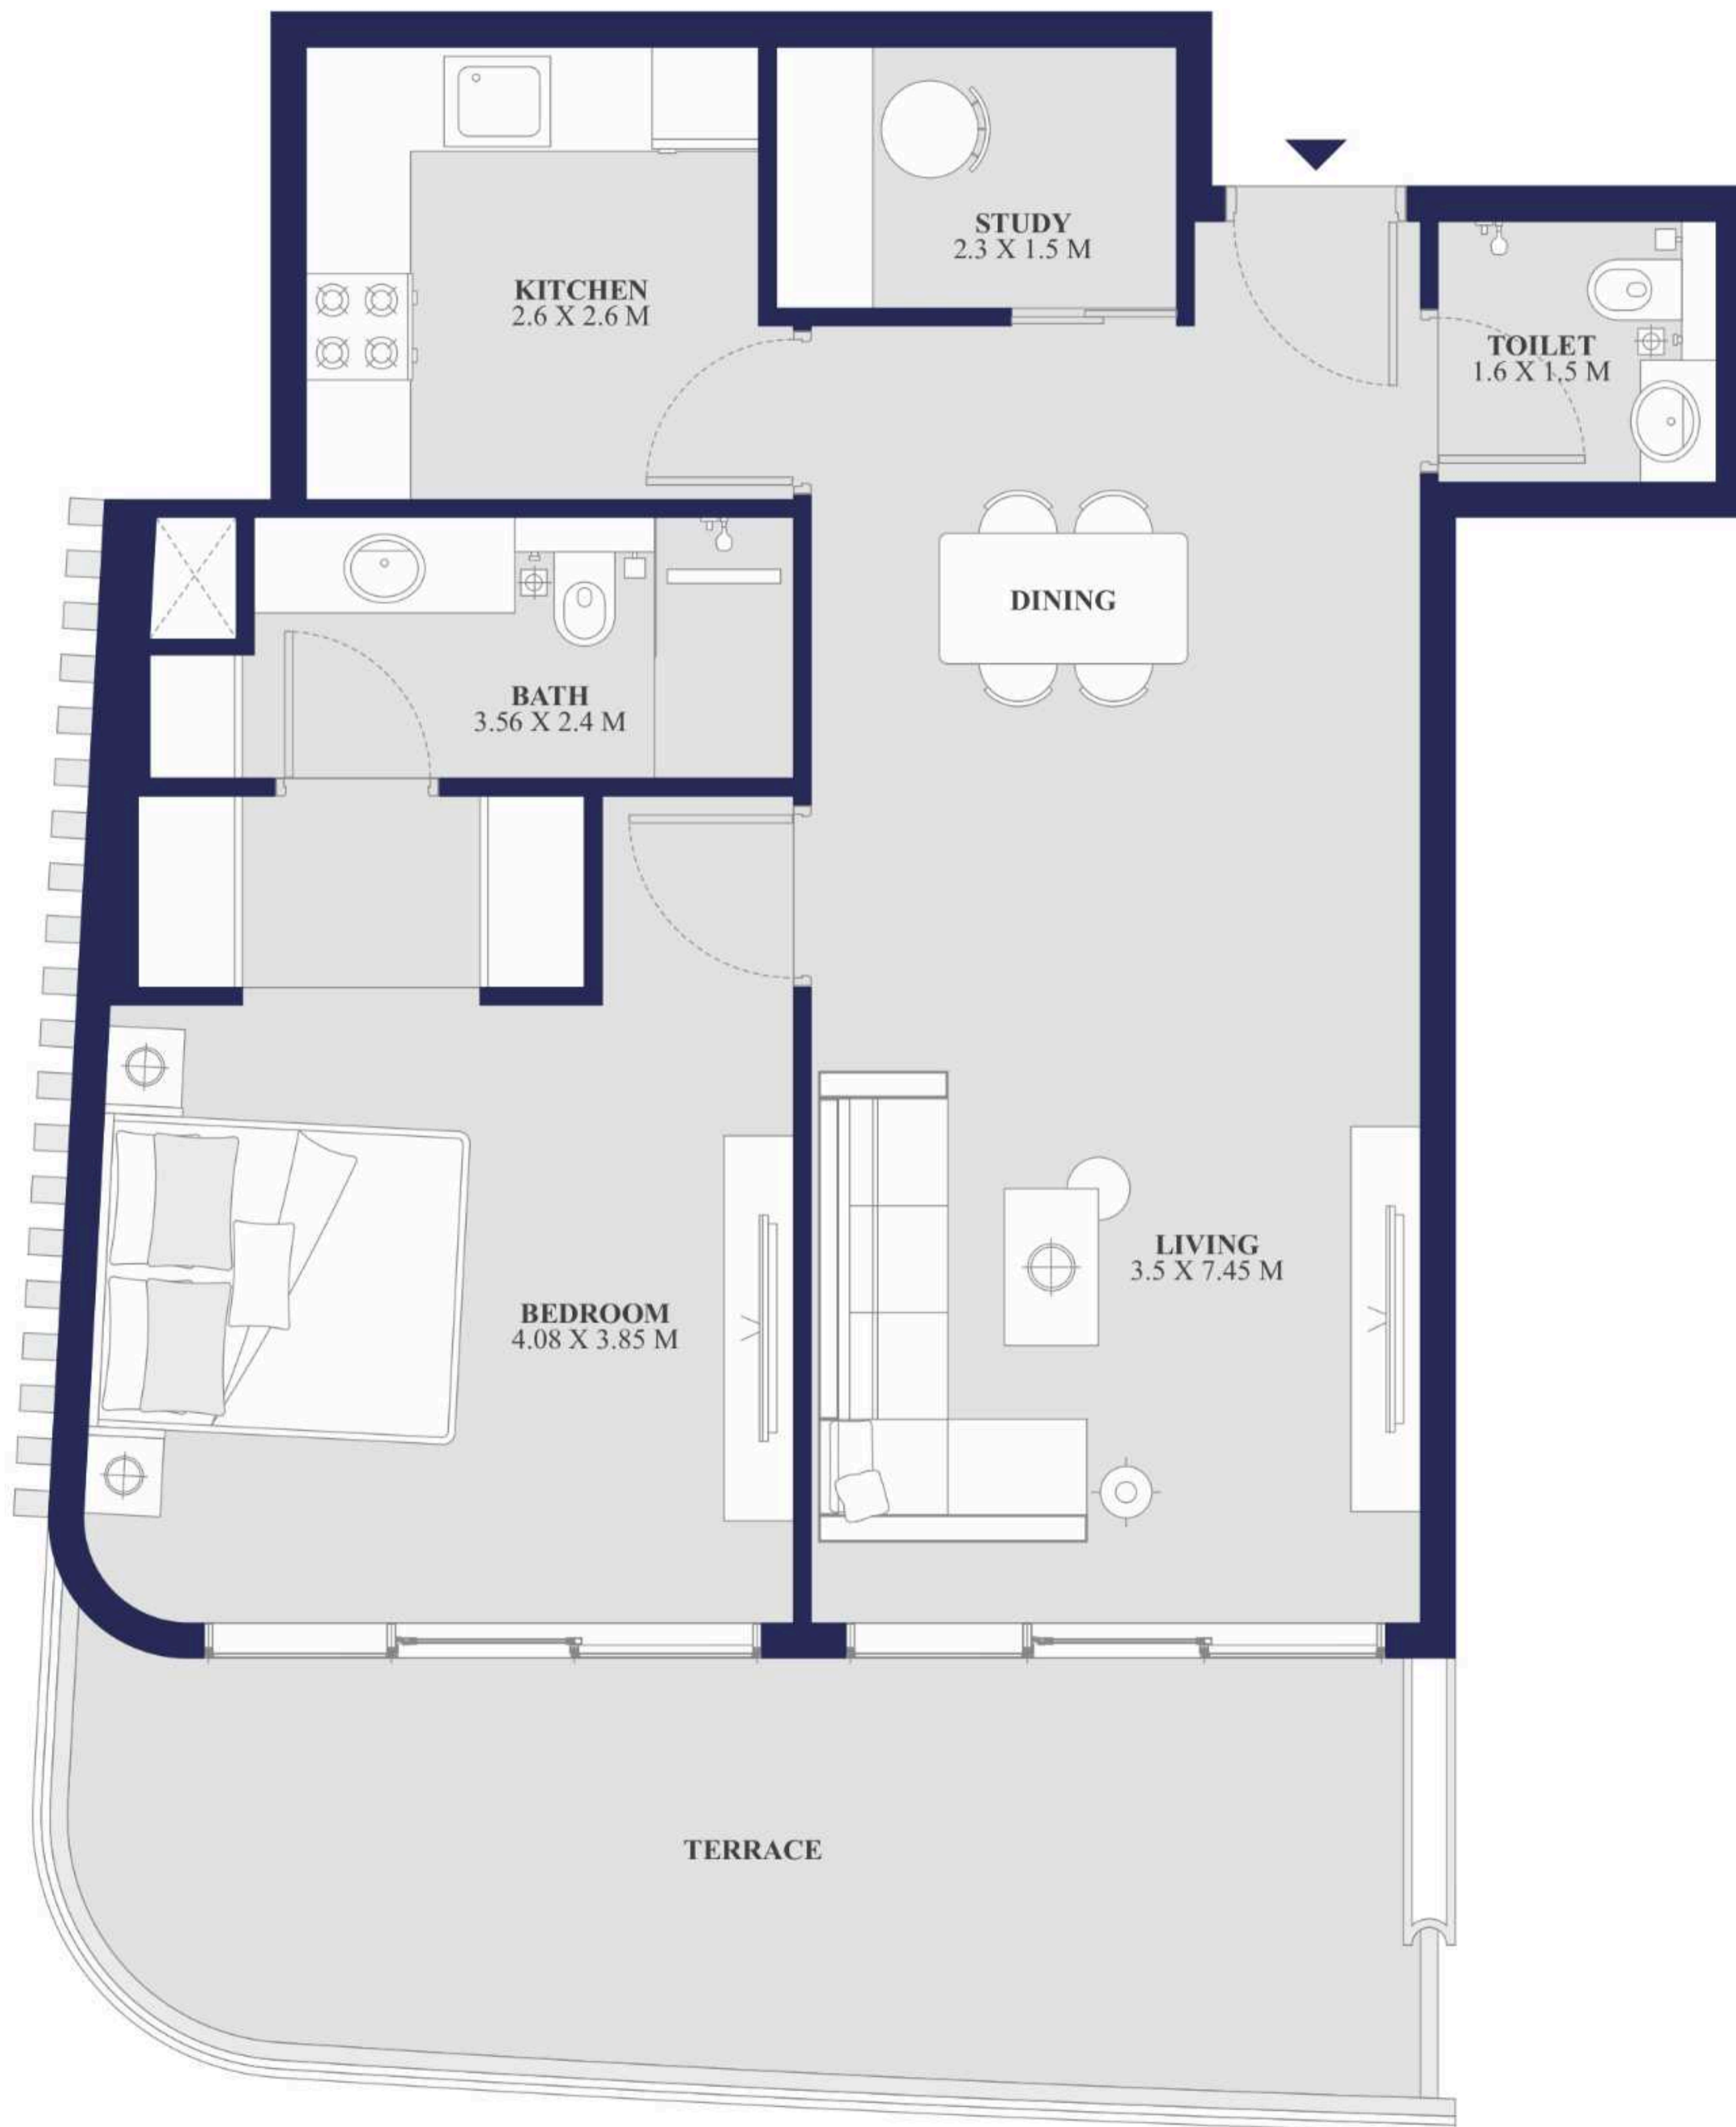 STUDY
2.3 X 1.5 M
KITCHEN
2.6 X 2.6 M
TOILET
1.6 X 1.5 M
DINING
BATH
3.56 X 2.4 M
LIVING
3.5 X 7.45 M
BEDROOM
4.08 X 3.85 M
TERRACE